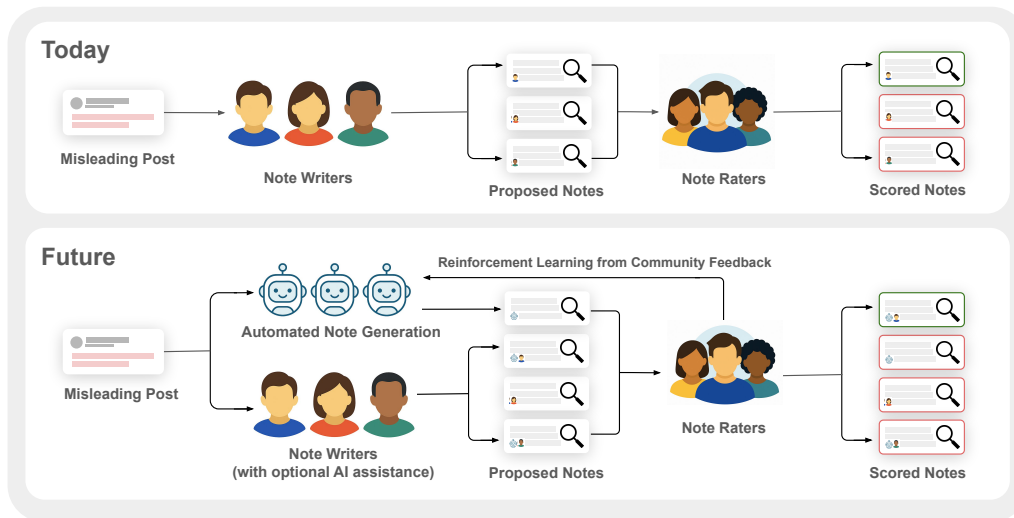 Today
Misleading Post
Note Writers
Proposed Notes
Note Raters
Scored Notes
Future
Reinforcement Learning from Community Feedback
Automated Note Generation
Misleading Post
Note Writers
(with optional AI assistance)
Proposed Notes
Note Raters
Scored Notes